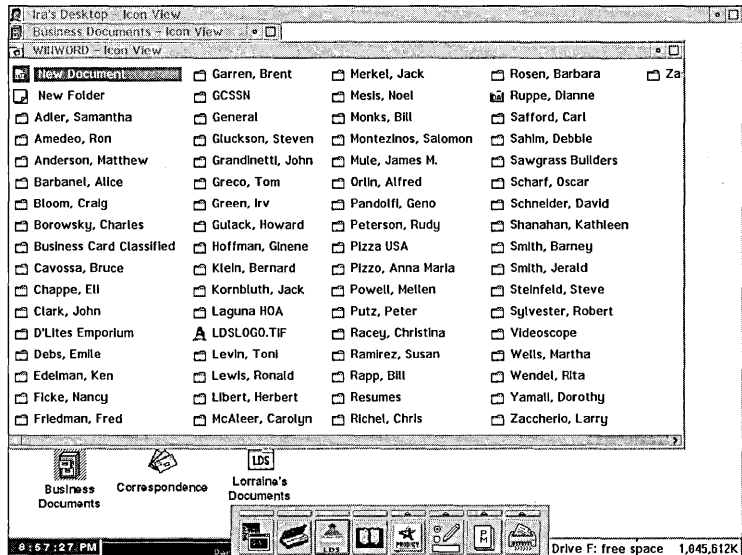 Ira's Desktop - Icon View
Business Documents - Icon View
WINWORD - Icon View
New Document
New Folder
Adler, Samantha
Amedeo, Ron
Anderson, Matthew
Barbanel, Alice
Bloom, Craig
Borowsky, Charles
Business Card Classified
Cavossa, Bruce
Chappe, Eli
Clark, John
D'Lites Emporium
Debs, Emile
Edelman, Ken
Ficke, Nancy
Friedman, Fred
Garren, Brent
GCSSN
General
Gluckson, Steven
Grandinetti, John
Greco, Tom
Green, Irv
Gulack, Howard
Hoffman, Ginene
Klein, Bernard
Kornbluth, Jack
Laguna HOA
LDSLOGO.TIF
Levin, Toni
Lewis, Ronald
Libert, Herbert
McAleer, Carolyn
Merkel, Jack
Mesis, Noel
Monks, Bill
Montezinos, Salomon
Mule, James M.
Orlin, Alfred
Pandolfi, Geno
Peterson, Rudy
Pizza USA
Pizzo, Anna Maria
Powell, Mellen
Putz, Peter
Racey, Christina
Ramirez, Susan
Rapp, Bill
Resumes
Richel, Chris
Rosen, Barbara
Ruppe, Dianne
Safford, Carl
Sahim, Debbie
Sawgrass Builders
Scharf, Oscar
Schneider, David
Shanahan, Kathleen
Smith, Barney
Smith, Jerald
Steinfeld, Steve
Sylvester, Robert
Videoscope
Wells, Martha
Wendel, Rita
Yamall, Dorothy
Zaccherio, Larry
Za
Business
Documents
Correspondence
LDS
Lorraine's
Documents
8:57:27 PM
LDS
PRODIGY
PM
Drive F: free space 1,045,612K